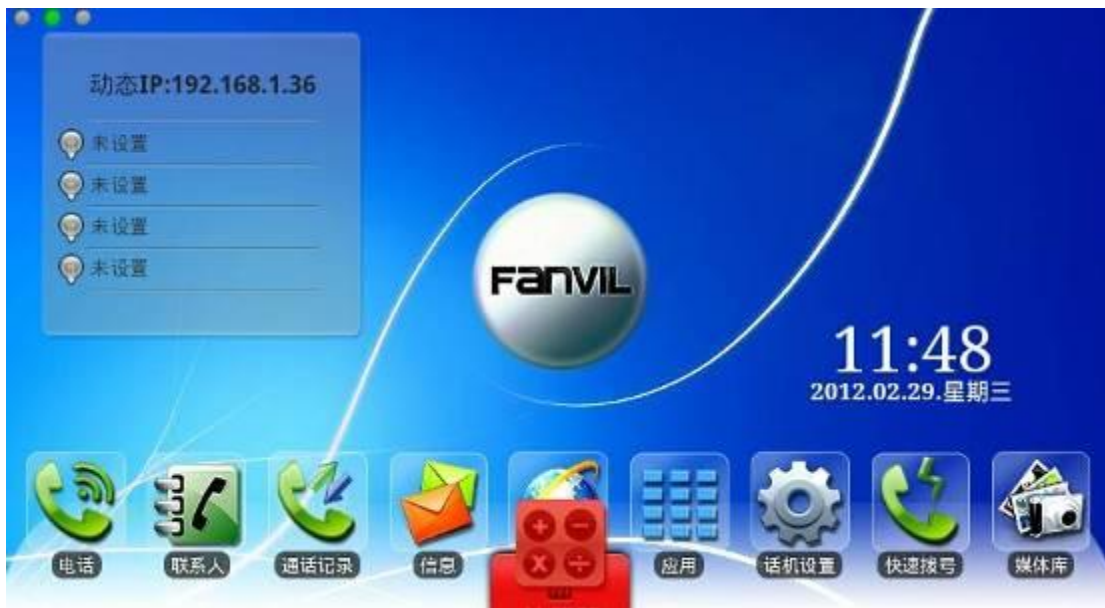 动态IP:192.168.1.36
未设置
未设置
未设置
未设置
FANVIL
11:48
2012.02.29.星期三
电话
联系人
通话记录
信息
应用
话机设置
快速拨号
媒体库